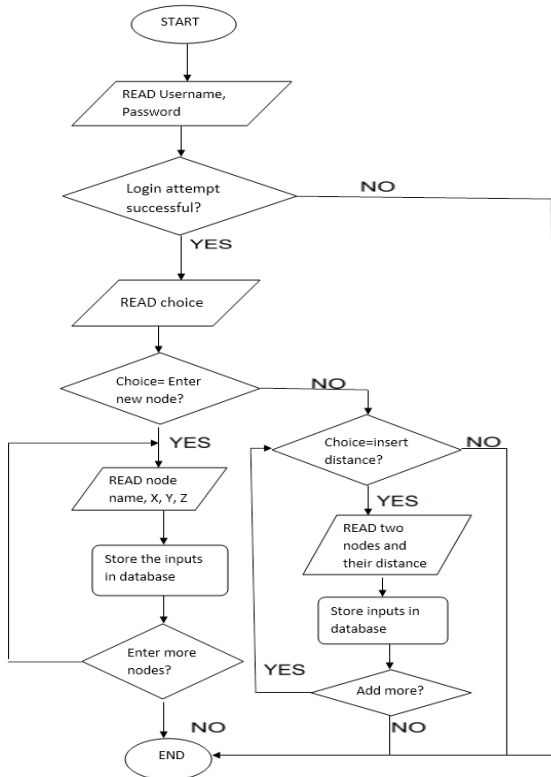 START
READ Username,
Password
Login attempt
successful?
NO
YES
READ choice
Choice= Enter
new node?
NO
YES
Choice=insert
distance?
NO
YES
READ node
name, X, Y, Z
READ two
nodes and
their distance
Store the inputs
in database
Store inputs in
database
Enter more
nodes?
YES
Add more?
NO
NO
END